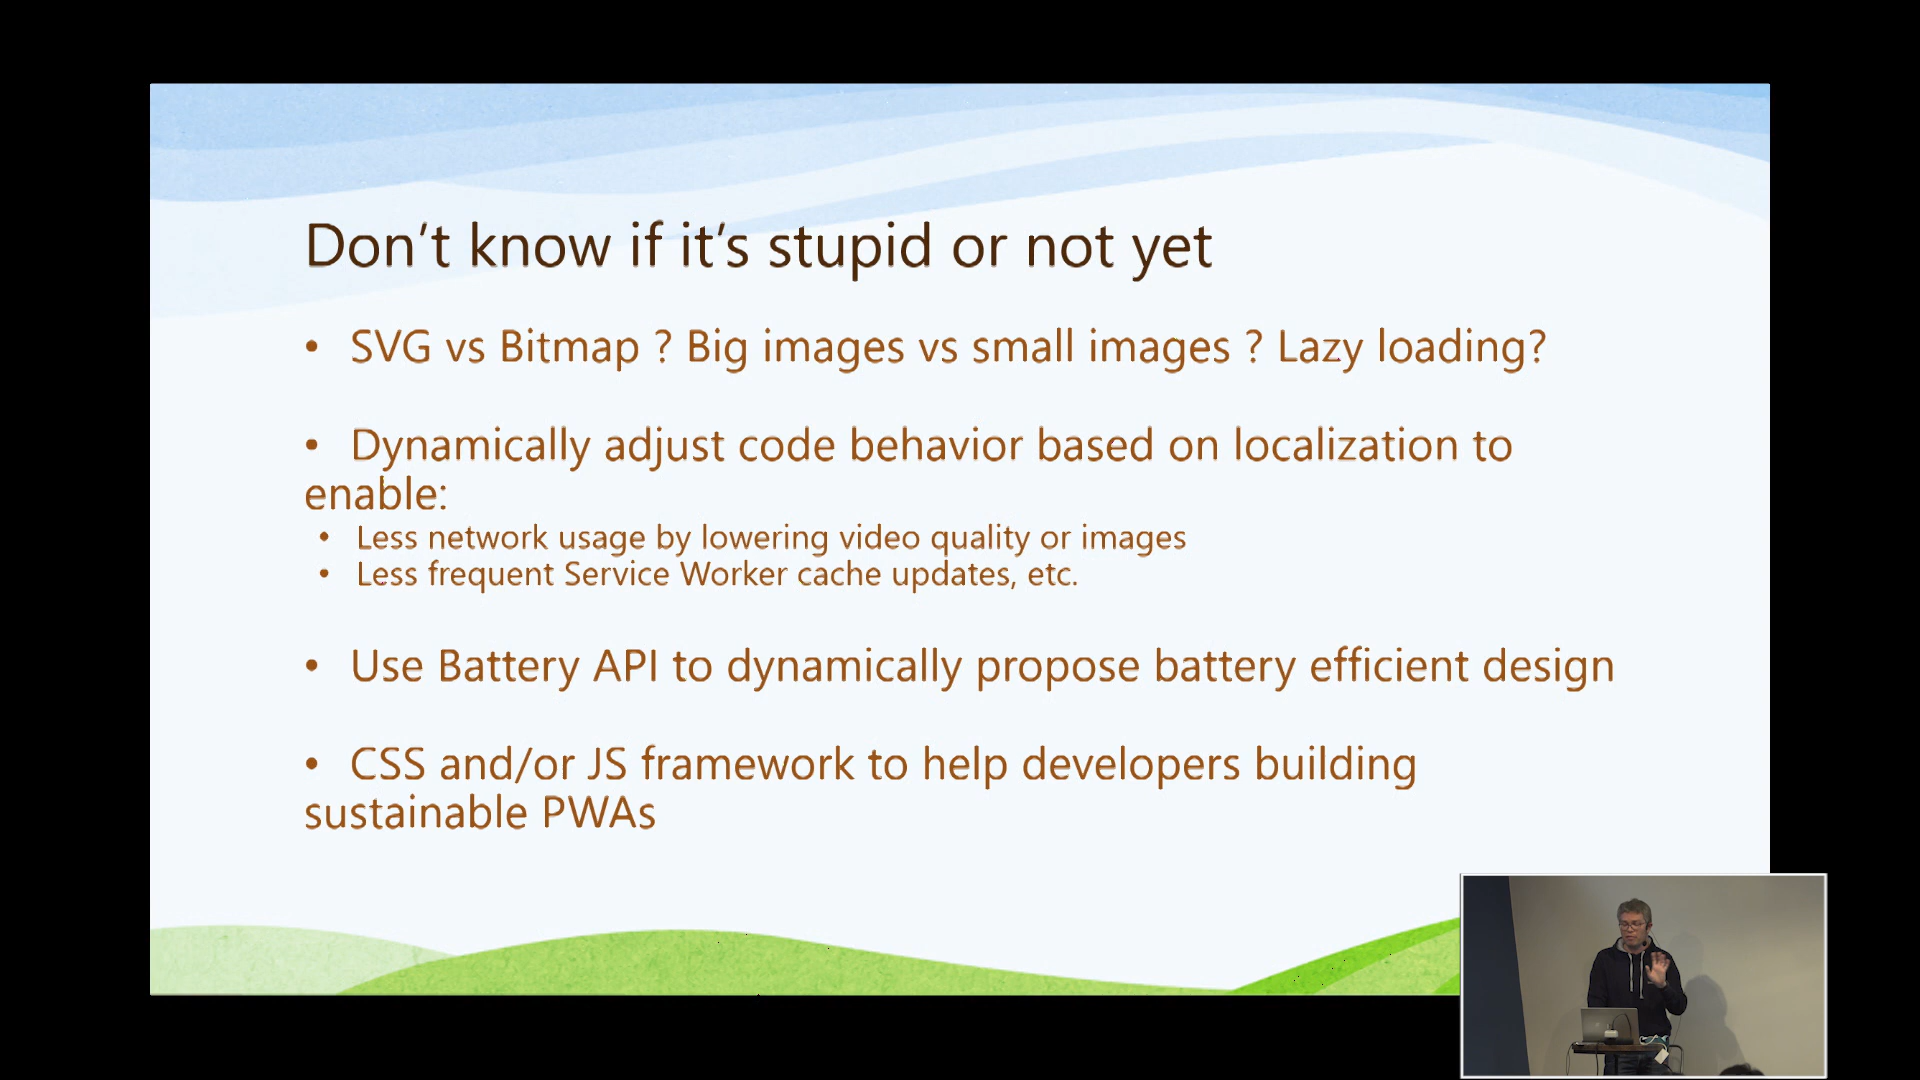 Don't know if it's stupid or not yet
• SVG vs Bitmap ? Big images vs small images ? Lazy loading?
• Dynamically adjust code behavior based on localization to
enable:
• Less network usage by lowering video quality or images
• Less frequent Service Worker cache updates, etc.
• Use Battery API to dynamically propose battery efficient design
• CSS and/or JS framework to help developers building
sustainable PWAs